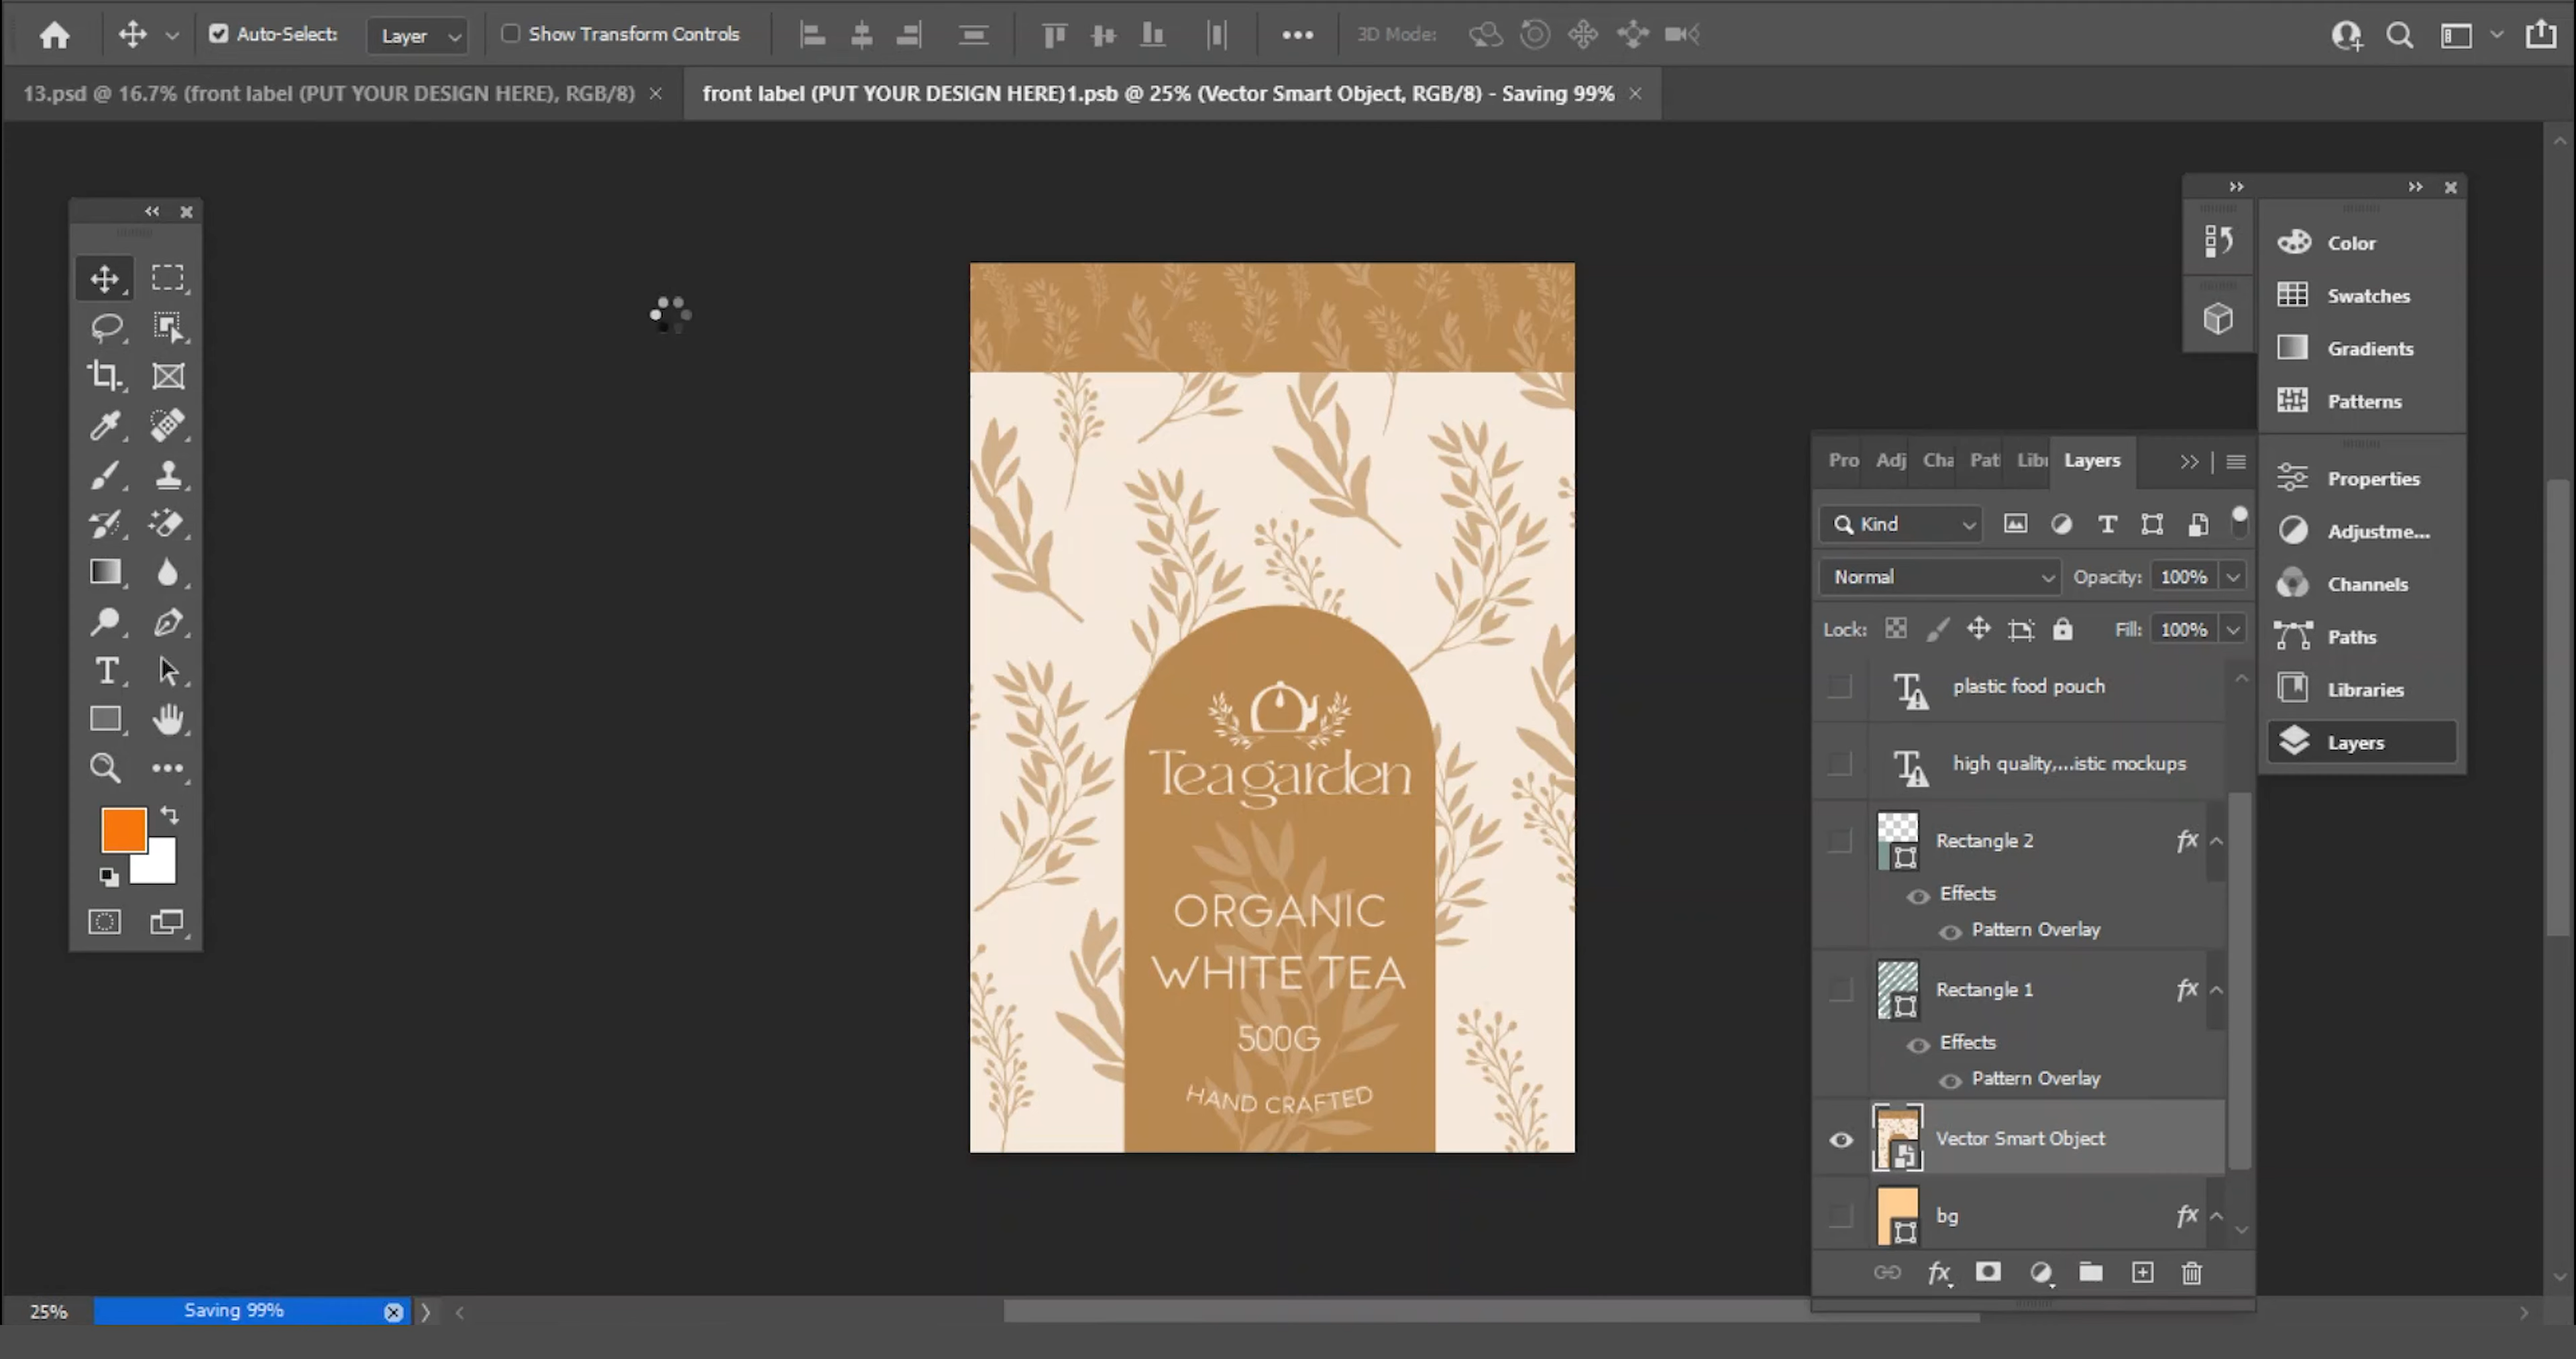 Auto-Select: Layer Show Transform Controls 3D Mode:
13.psd @ 16.7% (front label (PUT YOUR DESIGN HERE), RGB/8) × front label (PUT YOUR DESIGN HERE)1.psb @ 25% (Vector Smart Object, RGB/8) - Saving 99% ×
Color
Swatches
Gradients
Patterns
Properties
Adjustme...
Channels
Paths
Libraries
Layers
Pro Adj Cha Pat Libr Layers
Kind
Normal Opacity: 100%
Lock: Fill: 100%
plastic food pouch
high quality,...istic mockups
Rectangle 2 fx
Effects
Pattern Overlay
Rectangle 1 fx
Effects
Pattern Overlay
Vector Smart Object
bg fx
fx
Teagarden
ORGANIC
WHITE TEA
500G
HAND CRAFTED
25% Saving 99%